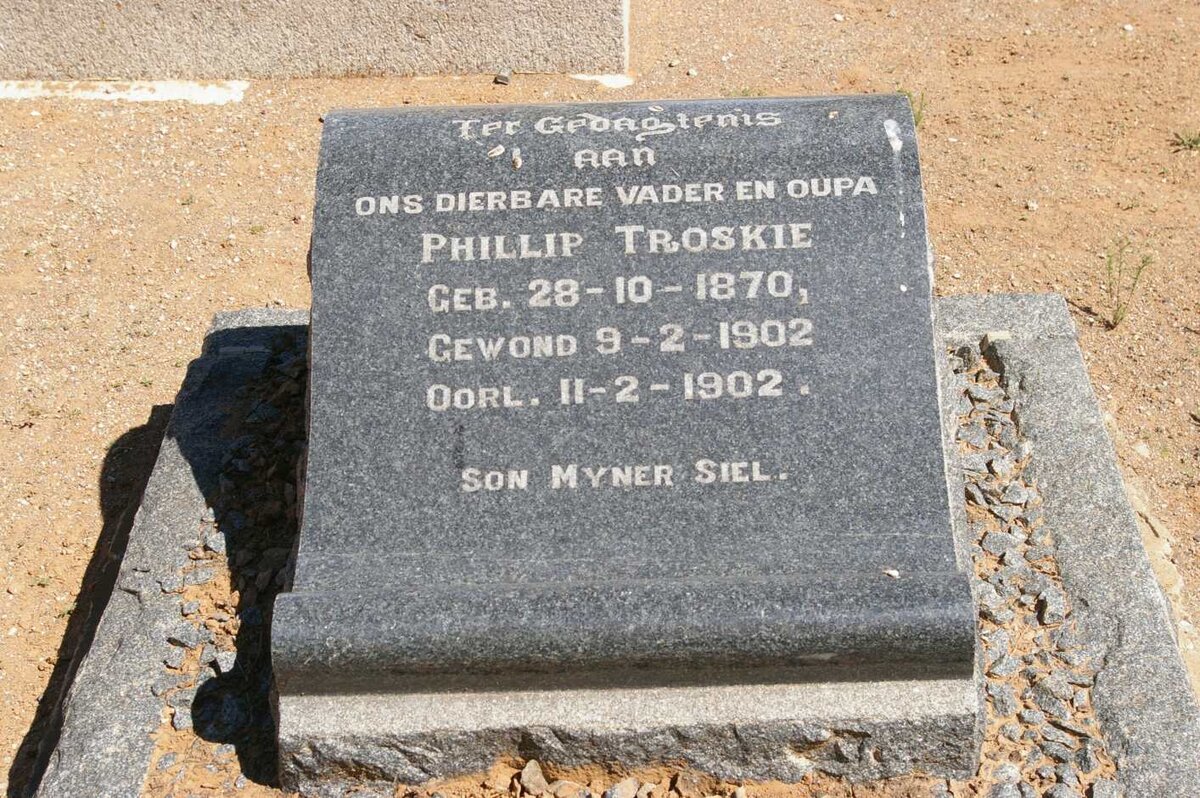 Ter Gedagtenis
AAN
ONS DIERBARE VADER EN OUPA
PHILLIP TROSKIE
GEB. 28-10-1870,
GEWOND 9-2-1902
OORL. 11-2-1902.
SON MYNER SIEL.